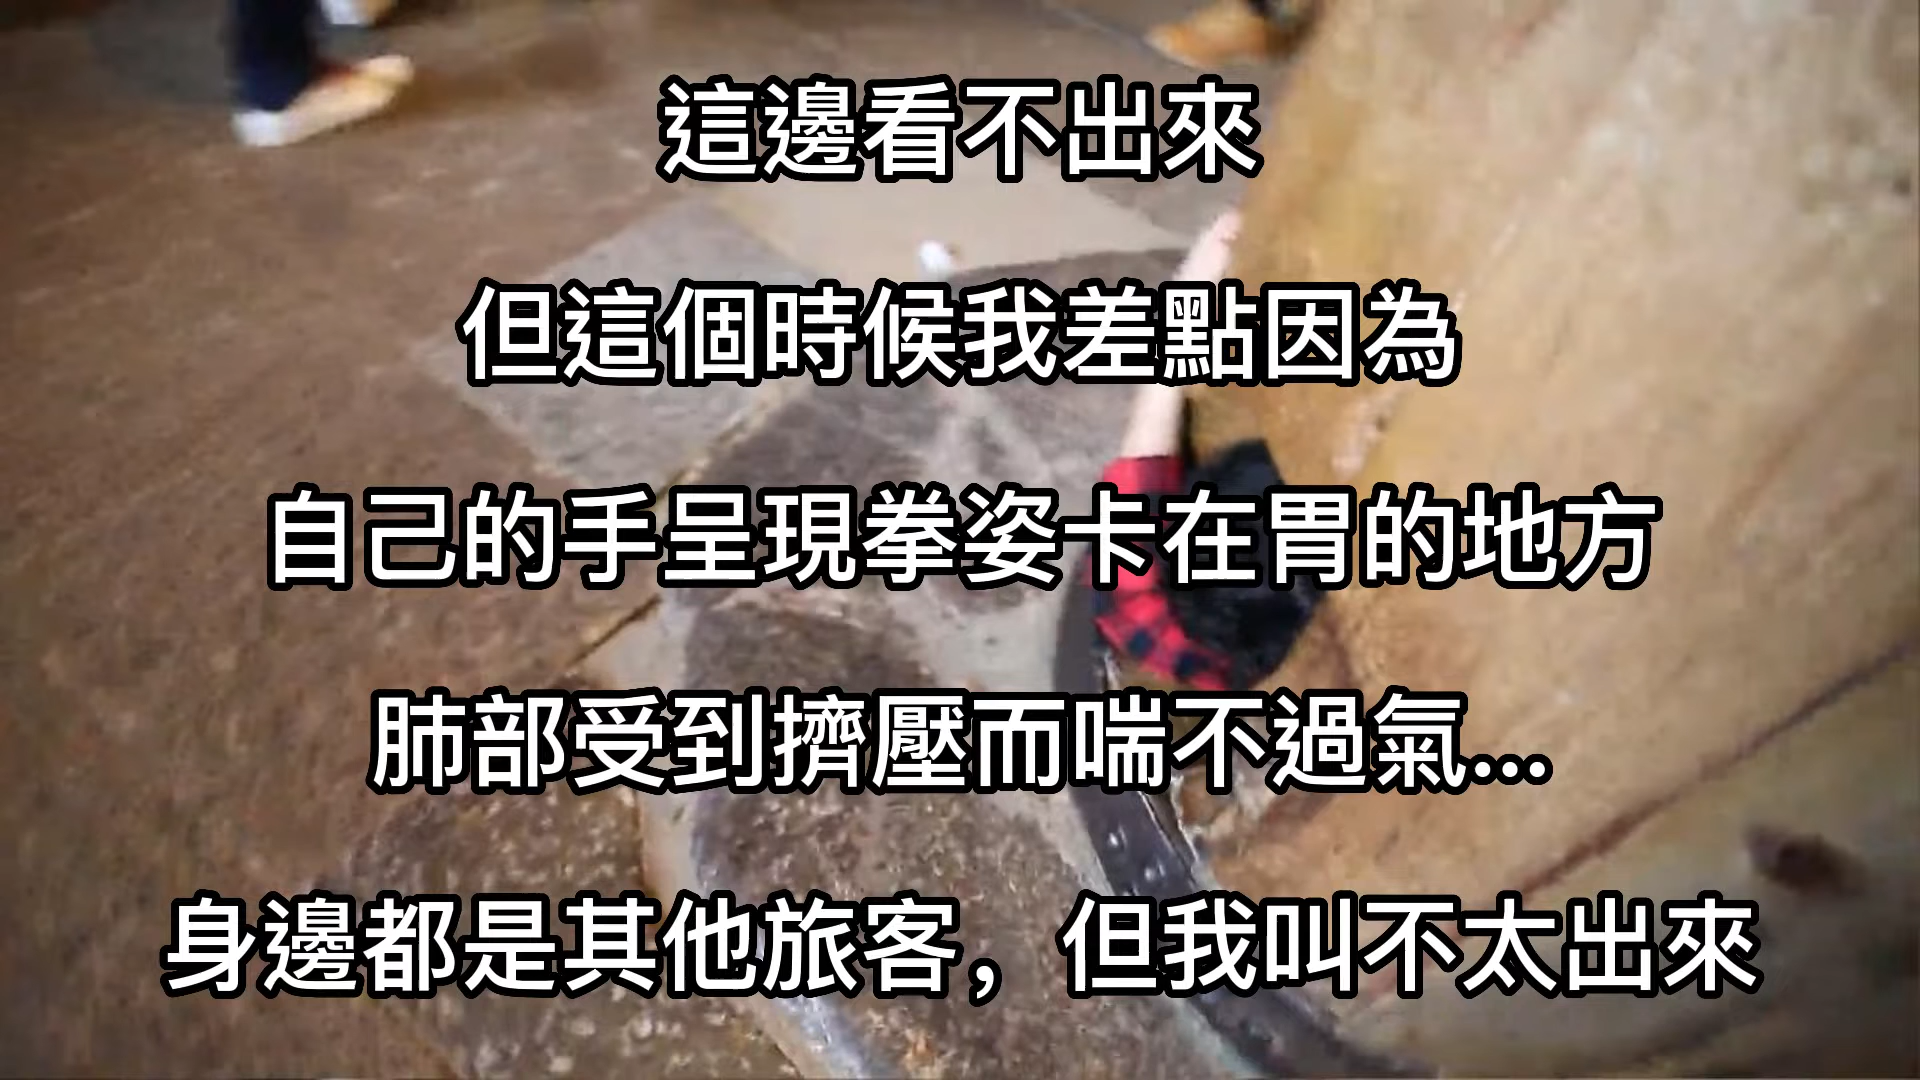 這邊看不出來
但這個時候我差點因為
自己的手呈現拳姿卡在胃的地方
肺部受到擠壓而喘不過氣...
身邊都是其他旅客，但我叫不太出來